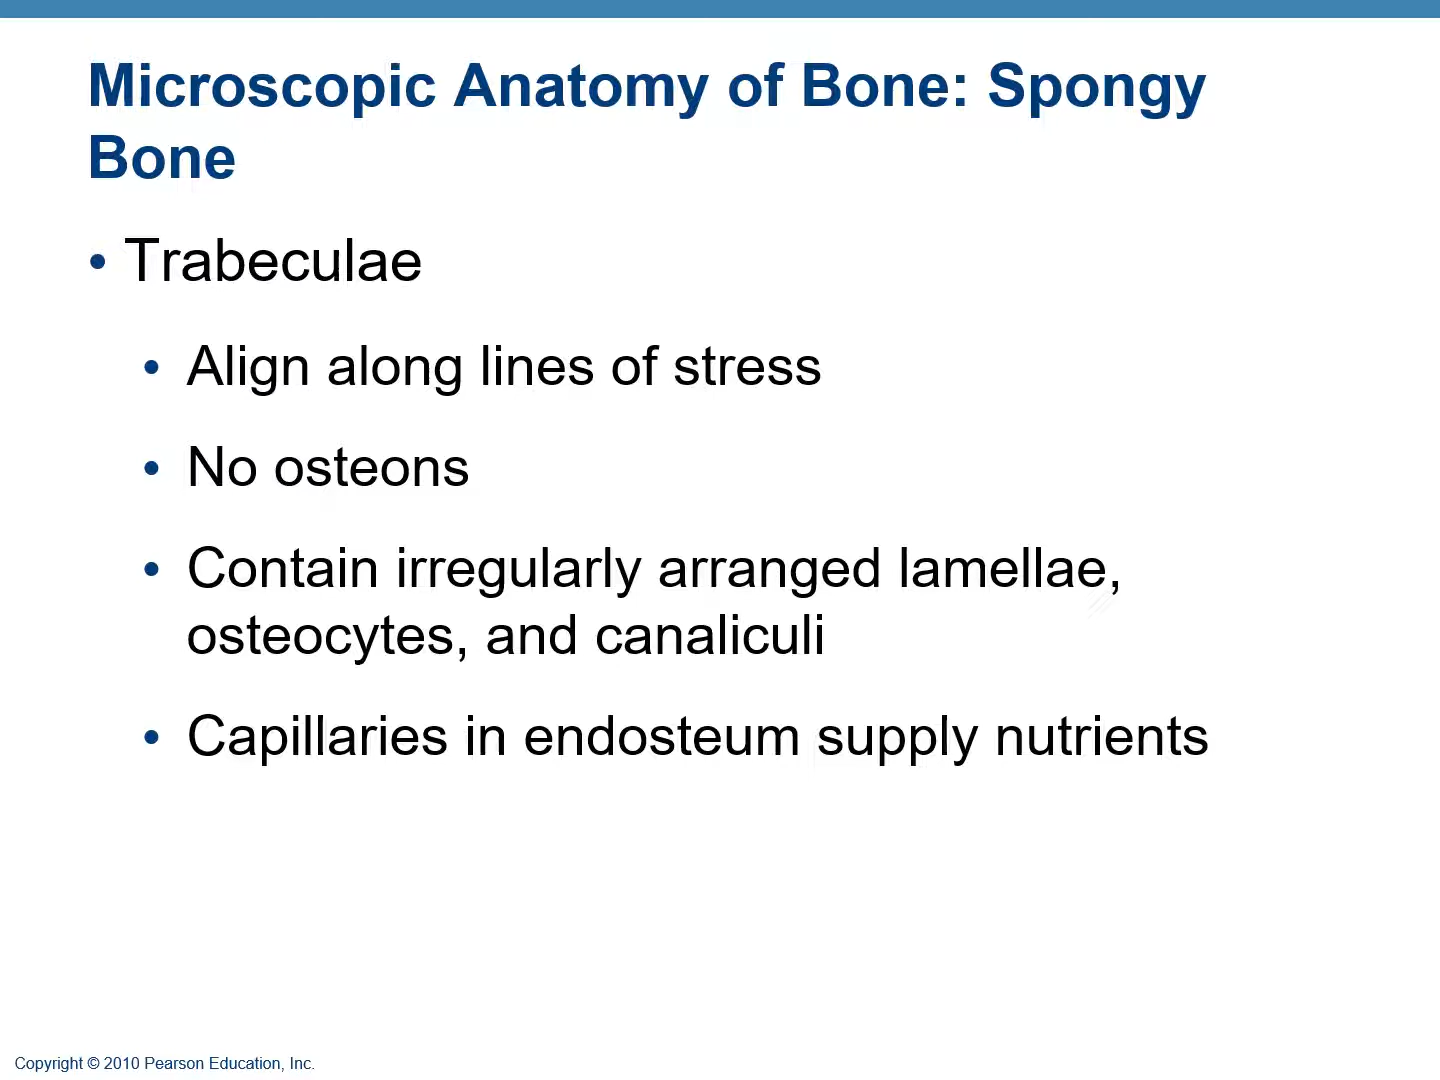 Microscopic Anatomy of Bone: Spongy
Bone
• Trabeculae
• Align along lines of stress
• No osteons
• Contain irregularly arranged lamellae,
osteocytes, and canaliculi
• Capillaries in endosteum supply nutrients
Copyright © 2010 Pearson Education, Inc.